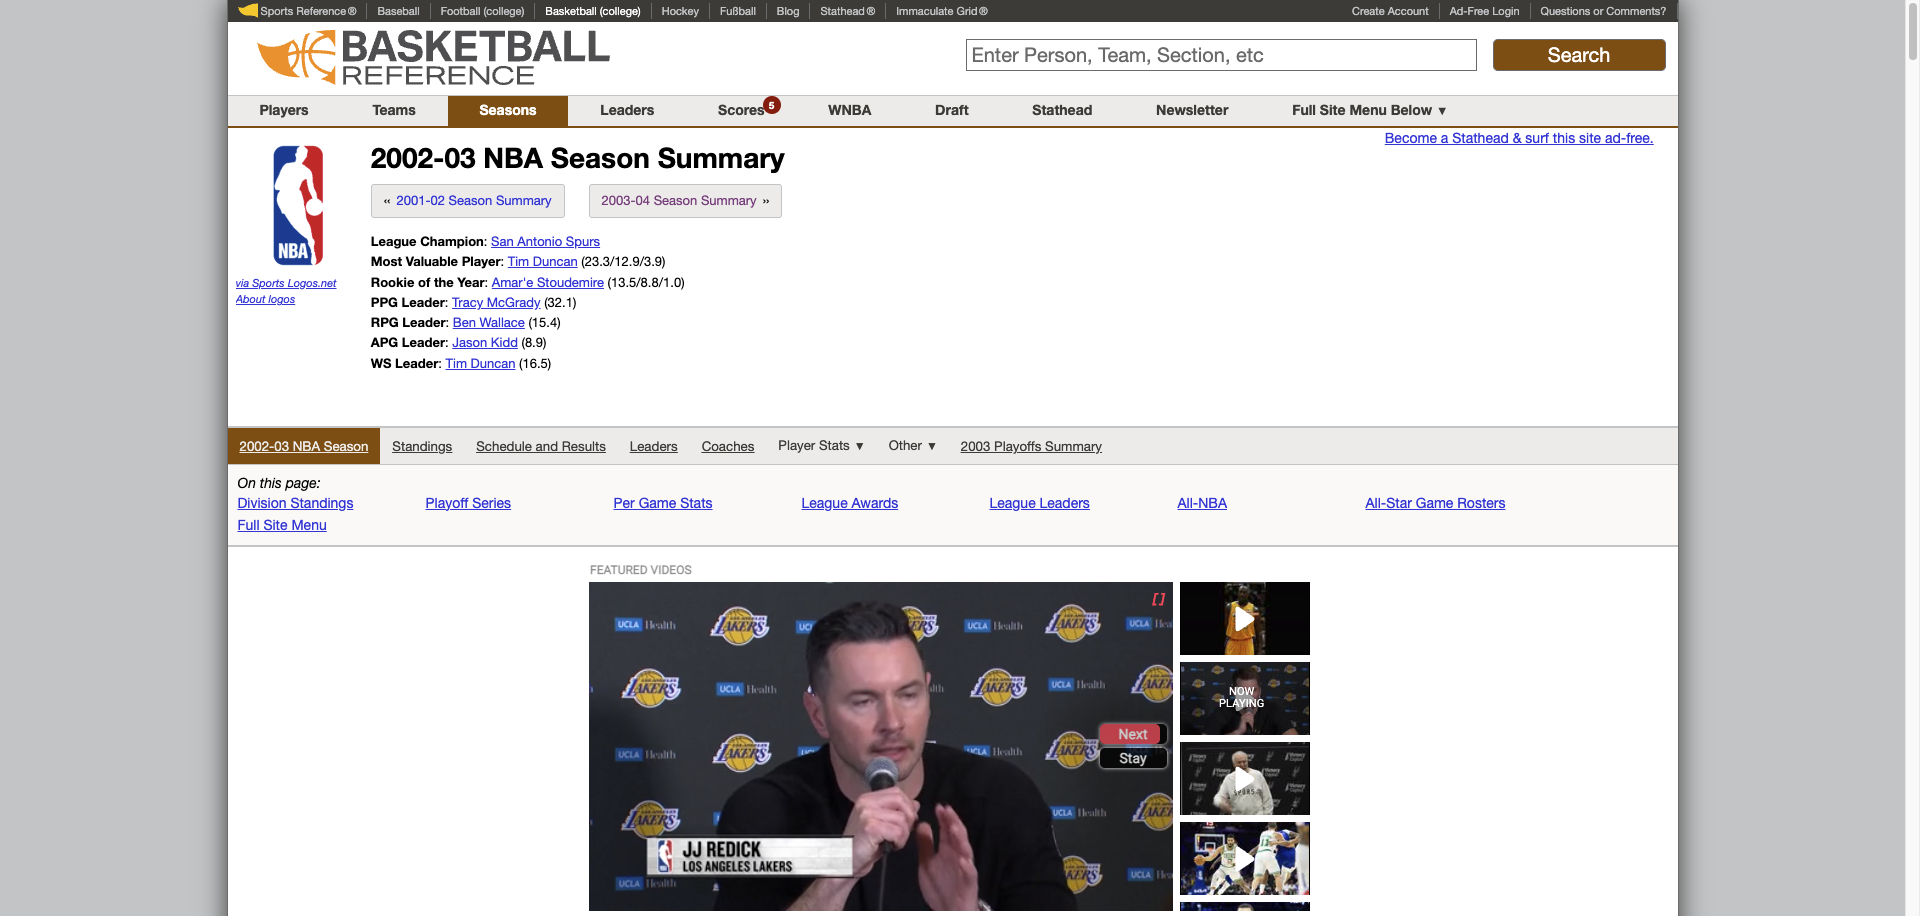 Sports Reference® Baseball Football (college) Basketball (college) Hockey Fußball Blog Stathead® Immaculate Grid® Create Account Ad-Free Login Questions or Comments?
BASKETBALL
REFERENCE
Enter Person, Team, Section, etc Search
Players Teams Seasons Leaders Scores 5 WNBA Draft Stathead Newsletter Full Site Menu Below ▼
Become a Stathead & surf this site ad-free.
NBA
via Sports Logos.net
About logos
2002-03 NBA Season Summary
« 2001-02 Season Summary 2003-04 Season Summary »
League Champion: San Antonio Spurs
Most Valuable Player: Tim Duncan (23.3/12.9/3.9)
Rookie of the Year: Amar'e Stoudemire (13.5/8.8/1.0)
PPG Leader: Tracy McGrady (32.1)
RPG Leader: Ben Wallace (15.4)
APG Leader: Jason Kidd (8.9)
WS Leader: Tim Duncan (16.5)
2002-03 NBA Season Standings Schedule and Results Leaders Coaches Player Stats ▼ Other ▼ 2003 Playoffs Summary
On this page:
Division Standings Playoff Series Per Game Stats League Awards League Leaders All-NBA All-Star Game Rosters
Full Site Menu
FEATURED VIDEOS
UCLA Health LAKERS
Next
Stay
JJ REDICK
LOS ANGELES LAKERS
NOW
PLAYING
SPURS